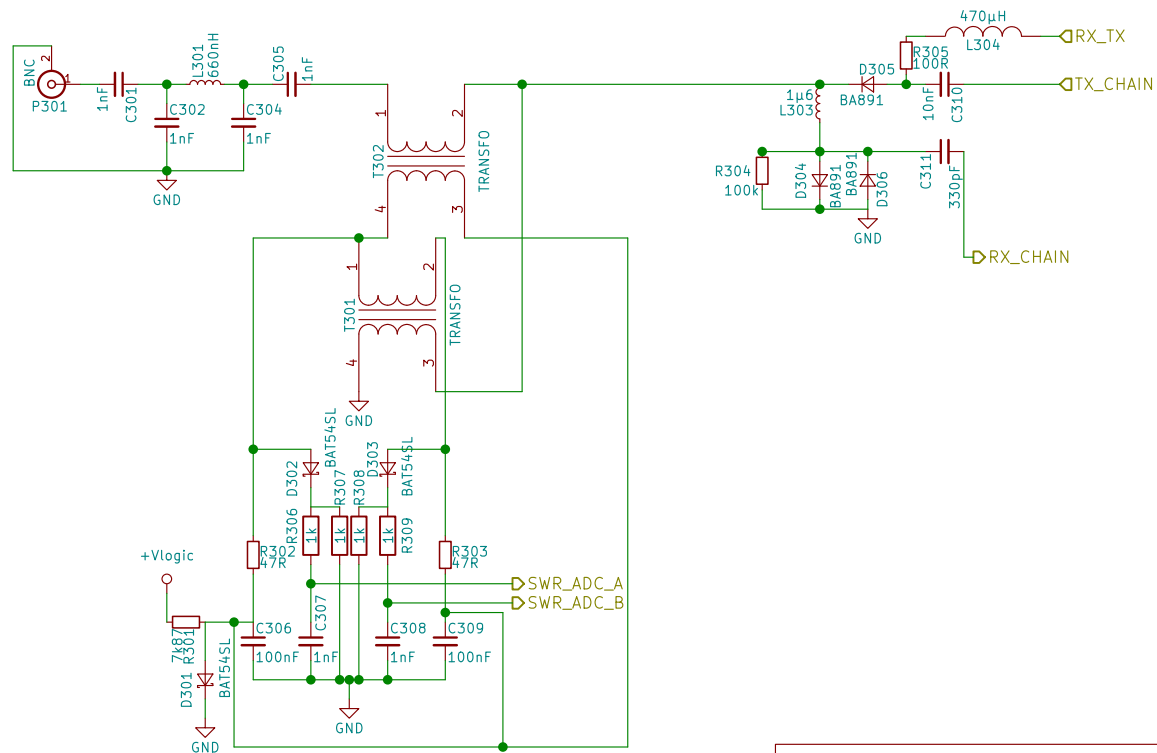 470µH
L304
RX_TX
R305
100R
D305
BA891
10nF
C310
TX_CHAIN
BNC
2
1
P301
1nF
C301
L301
660nH
C305
1nF
C302
1nF
C304
1nF
GND
1
2
T302
TRANSFO
4
3
1µ6
L303
R304
100k
D304
BA891
BA891
D306
C311
330pF
GND
RX_CHAIN
1
2
T301
TRANSFO
4
3
GND
D302
BAT54SL
R307
R308
D303
BAT54SL
R306
1k
1k
1k
1k
R309
R302
47R
R303
47R
+Vlogic
SWR_ADC_A
SWR_ADC_B
7k87
R301
C306
100nF
C307
1nF
C308
1nF
C309
100nF
D301
BAT54SL
GND
GND